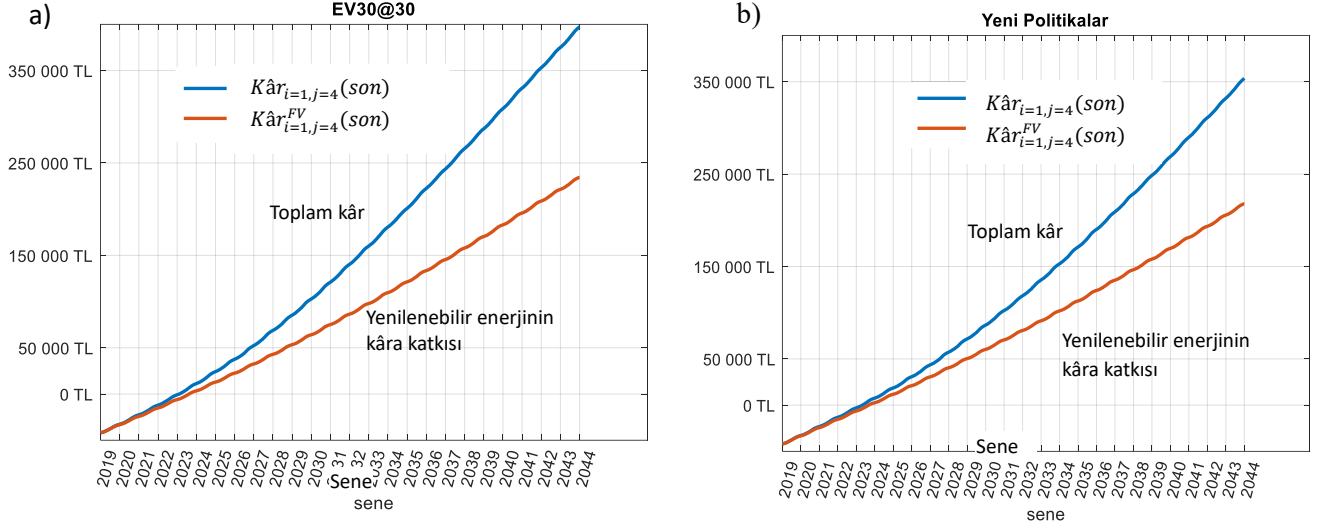 a)
EV30@30
350 000 TL
250 000 TL
150 000 TL
50 000 TL
0 TL
Kâr_{i=1,j=4}(son)
Kâr^{FV}_{i=1,j=4}(son)
Toplam kâr
Yenilenebilir enerjinin
kâra katkısı
2019 2020 2021 2022 2023 2024 2025 2026 2027 2028 2029 2030 31 32 2033 2034 2035 2036 2037 2038 2039 2040 2041 2042 2043 2044
Sene
sene
b)
Yeni Politikalar
350 000 TL
250 000 TL
150 000 TL
50 000 TL
0 TL
Kâr_{i=1,j=4}(son)
Kâr^{FV}_{i=1,j=4}(son)
Toplam kâr
Yenilenebilir enerjinin
kâra katkısı
Sene
2019 2020 2021 2022 2023 2024 2025 2026 2027 2028 2029 2030 2031 2032 2033 2034 2035 2036 2037 2038 2039 2040 2041 2042 2043 2044
sene